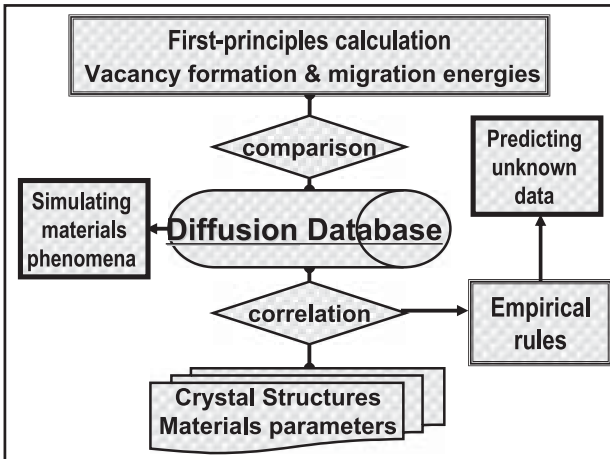 First-principles calculation
Vacancy formation & migration energies
comparison
Predicting
unknown
data
Simulating
materials
phenomena
Diffusion Database
correlation
Empirical
rules
Crystal Structures
Materials parameters